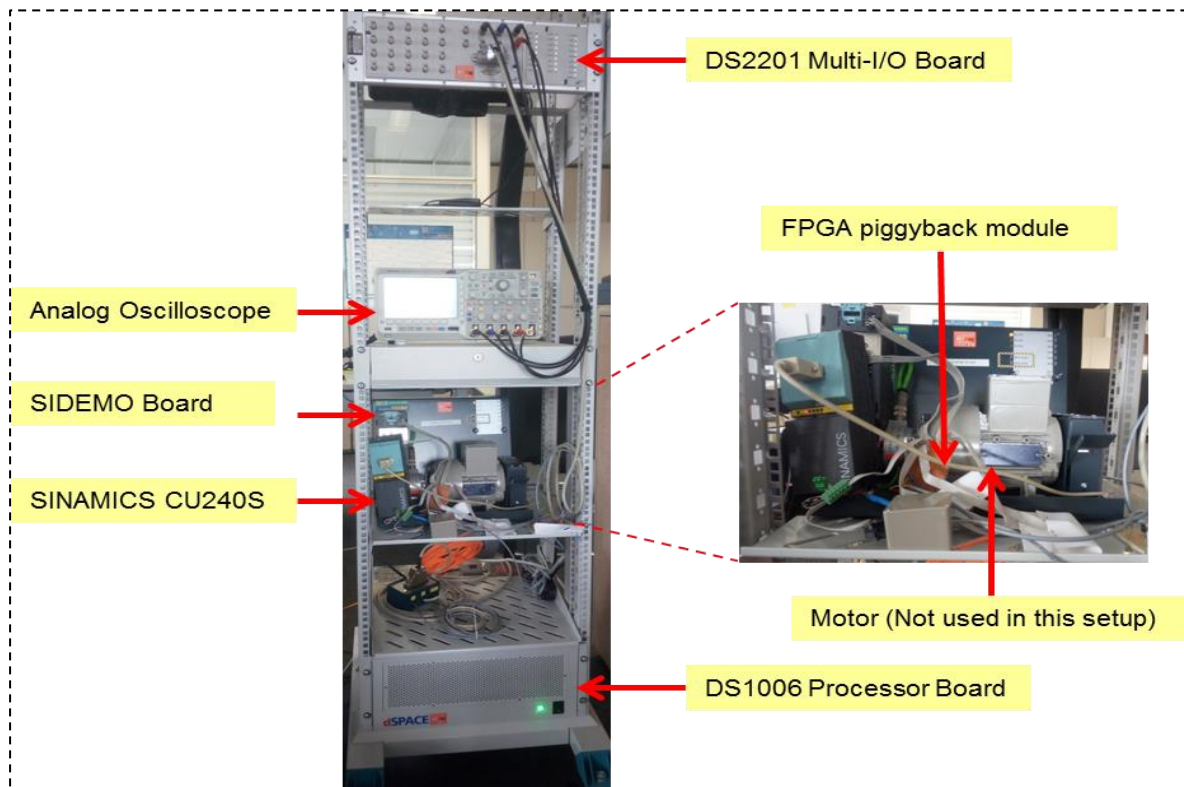 DS2201 Multi-I/O Board
FPGA piggyback module
Analog Oscilloscope
SIDEMO Board
SINAMICS CU240S
SINAMICS
Motor (Not used in this setup)
DS1006 Processor Board
dSPACE